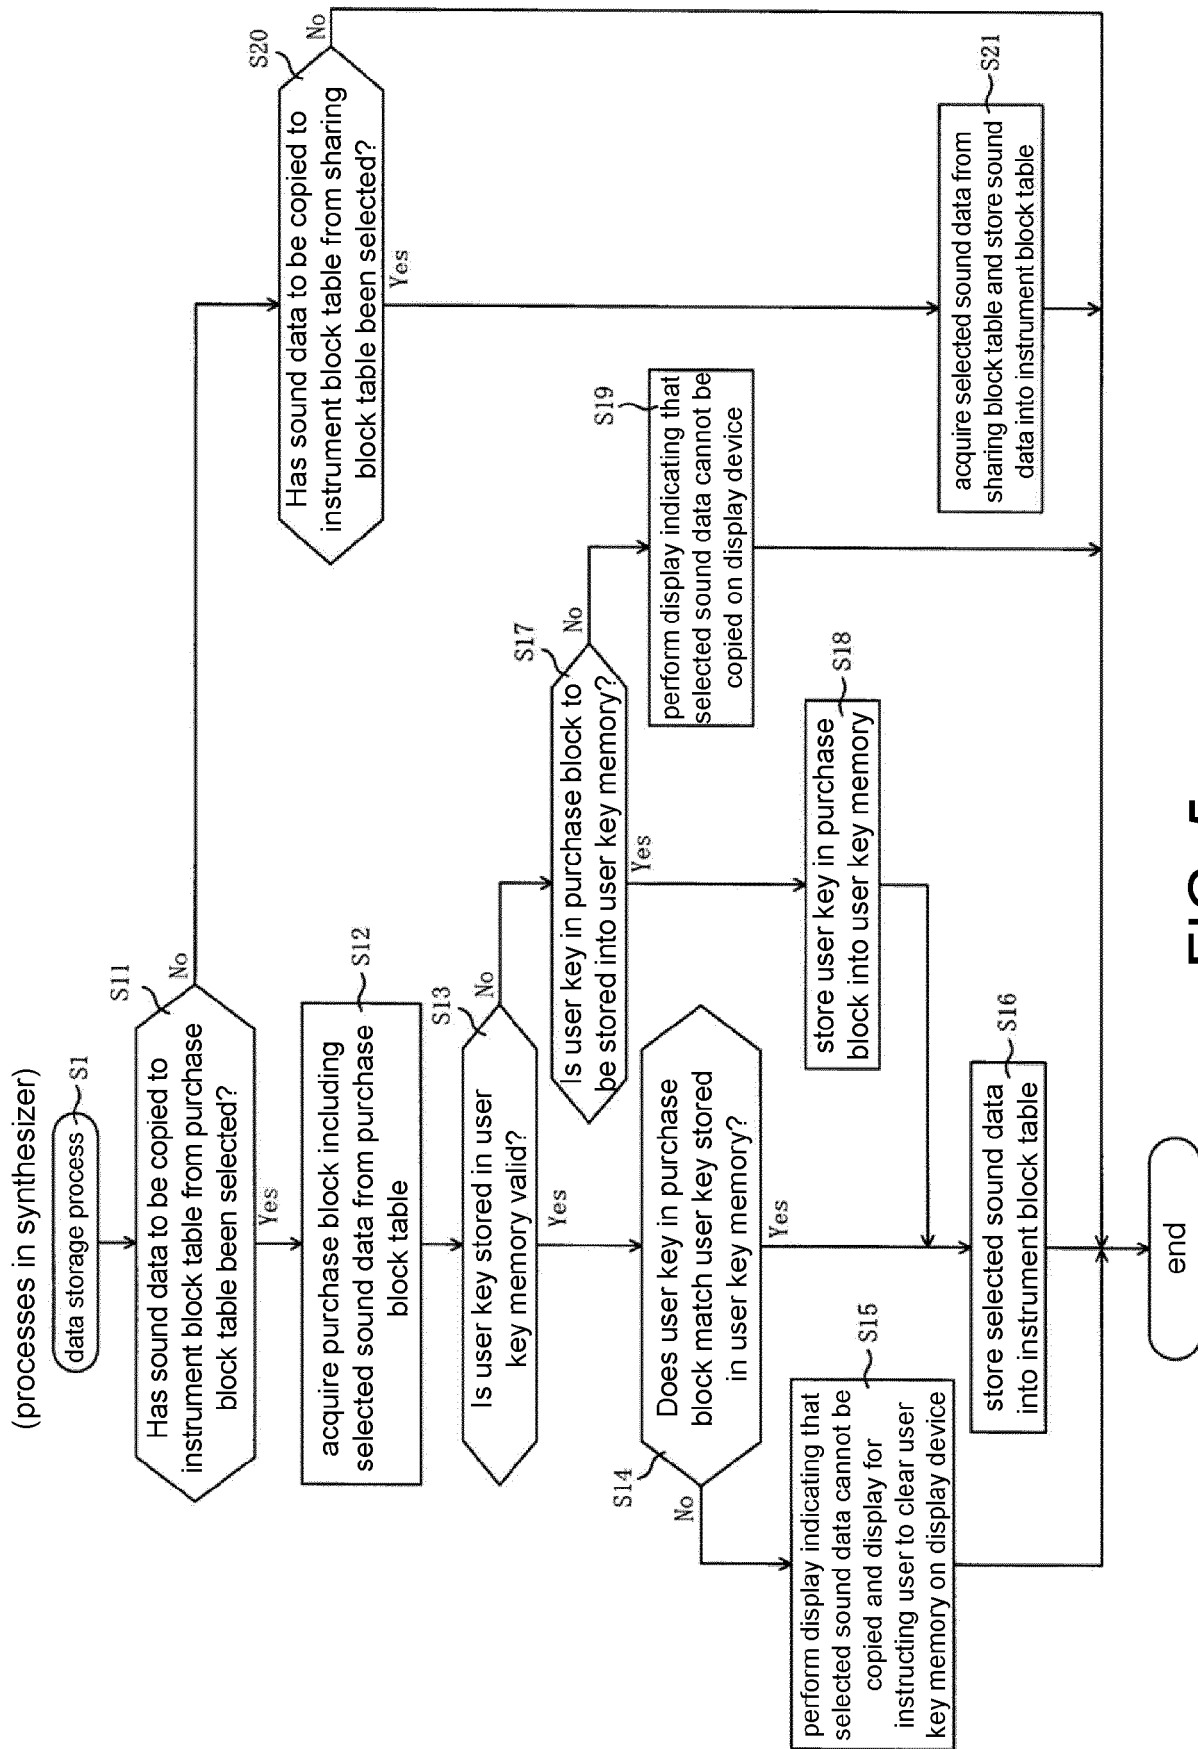 (processes in synthesizer)
data storage process
S1
Has sound data to be copied to
instrument block table from purchase
block table been selected?
S11
No
Yes
acquire purchase block including
selected sound data from purchase
block table
S12
Is user key stored in user
key memory valid?
S13
No
Yes
Does user key in purchase
block match user key stored
in user key memory?
S14
No
Yes
perform display indicating that
selected sound data cannot be
copied and display for
instructing user to clear user
key memory on display device
S15
store selected sound data
into instrument block table
S16
Is user key in purchase block to
be stored into user key memory?
S17
No
Yes
store user key in purchase
block into user key memory
S18
perform display indicating that
selected sound data cannot be
copied on display device
S19
Has sound data to be copied to
instrument block table from sharing
block table been selected?
S20
No
Yes
acquire selected sound data from
sharing block table and store sound
data into instrument block table
S21
end